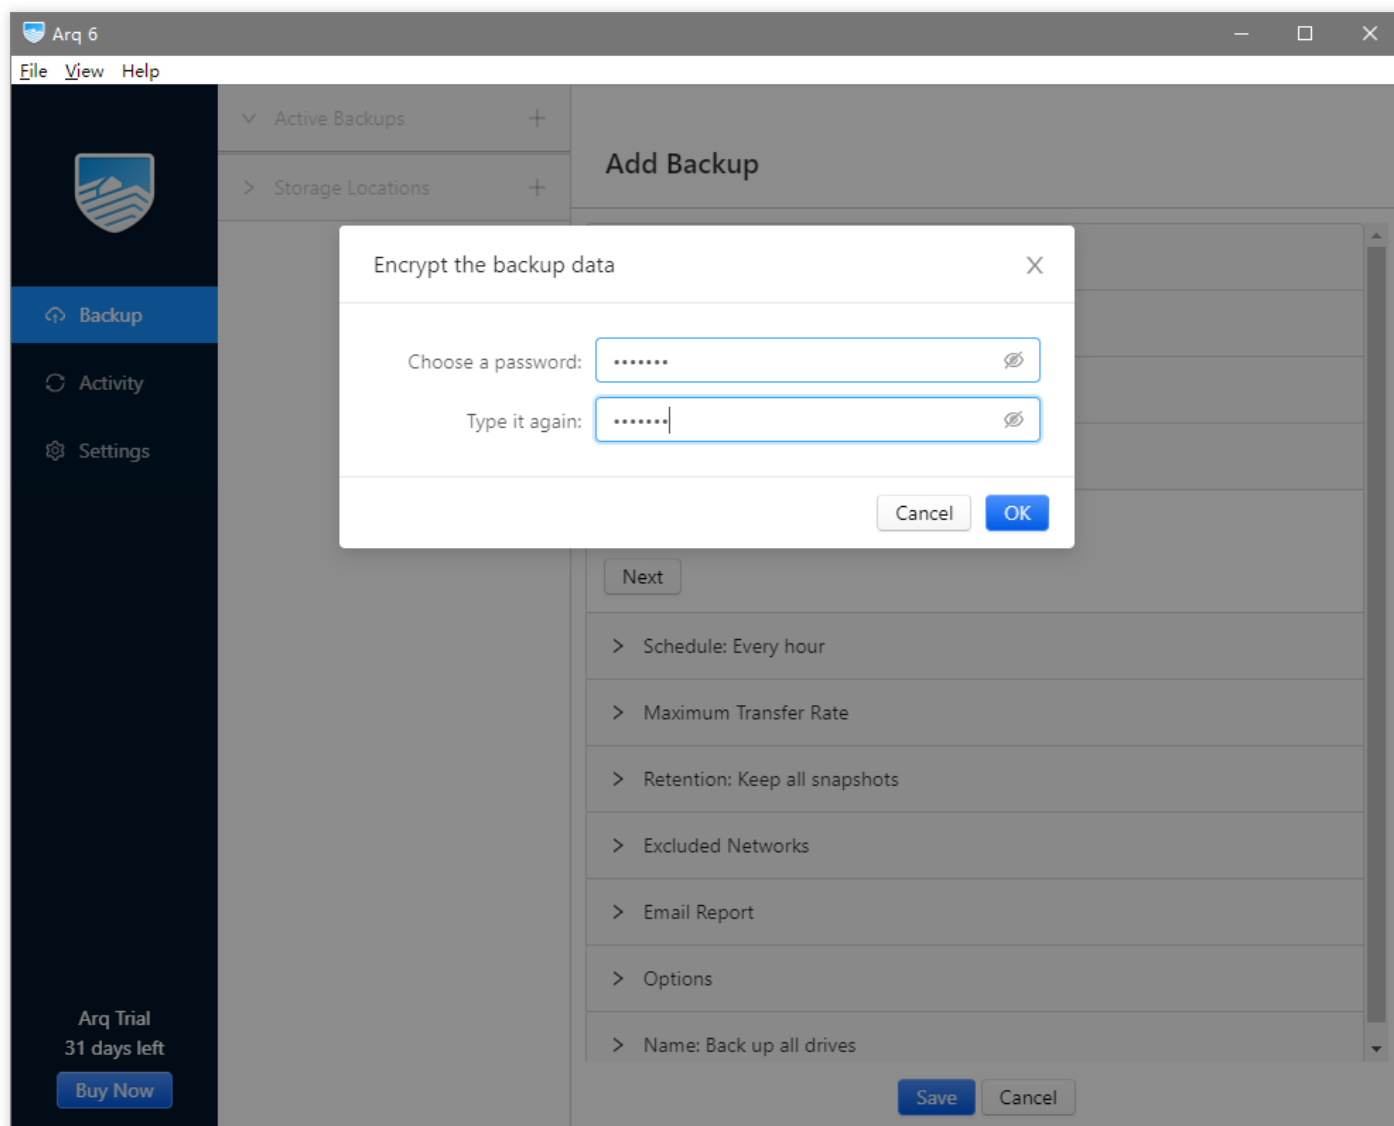 Arq 6
File View Help
Active Backups
Storage Locations
Add Backup
Encrypt the backup data
Choose a password: •••••••
Type it again: •••••••
Cancel OK
Backup
Activity
Settings
Next
Schedule: Every hour
Maximum Transfer Rate
Retention: Keep all snapshots
Excluded Networks
Email Report
Options
Name: Back up all drives
Save Cancel
Arq Trial
31 days left
Buy Now